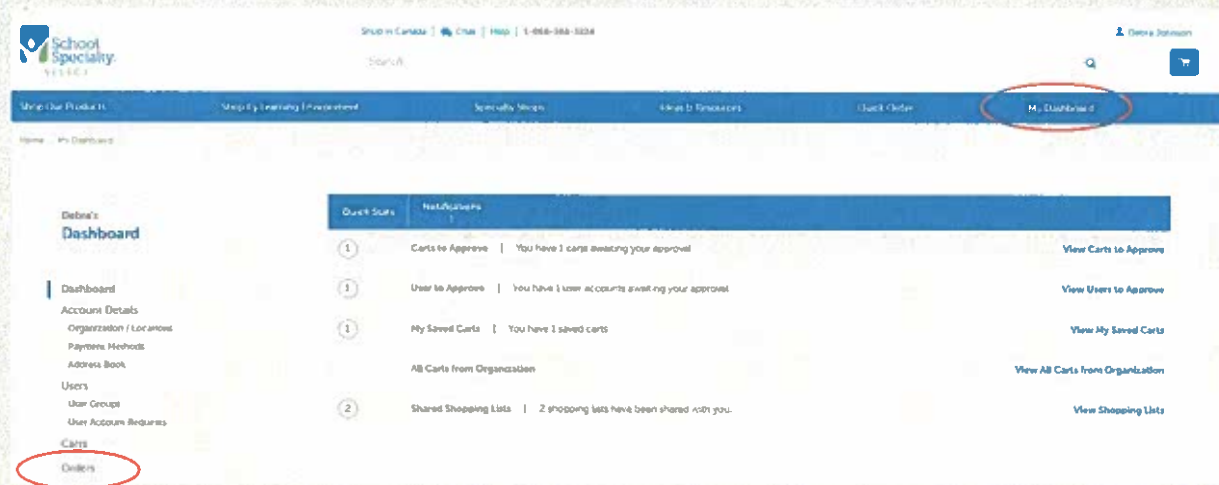 School
Specialty.
SELECT
Shop in Canada | Chat | Help | 1-888-388-3224
Debra Johnson
Search
Shop Our Products
Shop By Learning Environment
Specialty Shops
Ideas & Resources
Quick Order
My Dashboard
Home My Dashboard
Debra's
Dashboard
Dashboard
Account Details
Organization / Locations
Payment Methods
Address Book
Users
User Groups
User Account Requests
Carts
Orders
Quick Stats Notifications
1 Carts to Approve | You have 1 carts awaiting your approval View Carts to Approve
1 User to Approve | You have 1 user accounts awaiting your approval View Users to Approve
1 My Saved Carts | You have 1 saved carts View My Saved Carts
All Carts from Organization View All Carts from Organization
2 Shared Shopping Lists | 2 shopping lists have been shared with you. View Shopping Lists